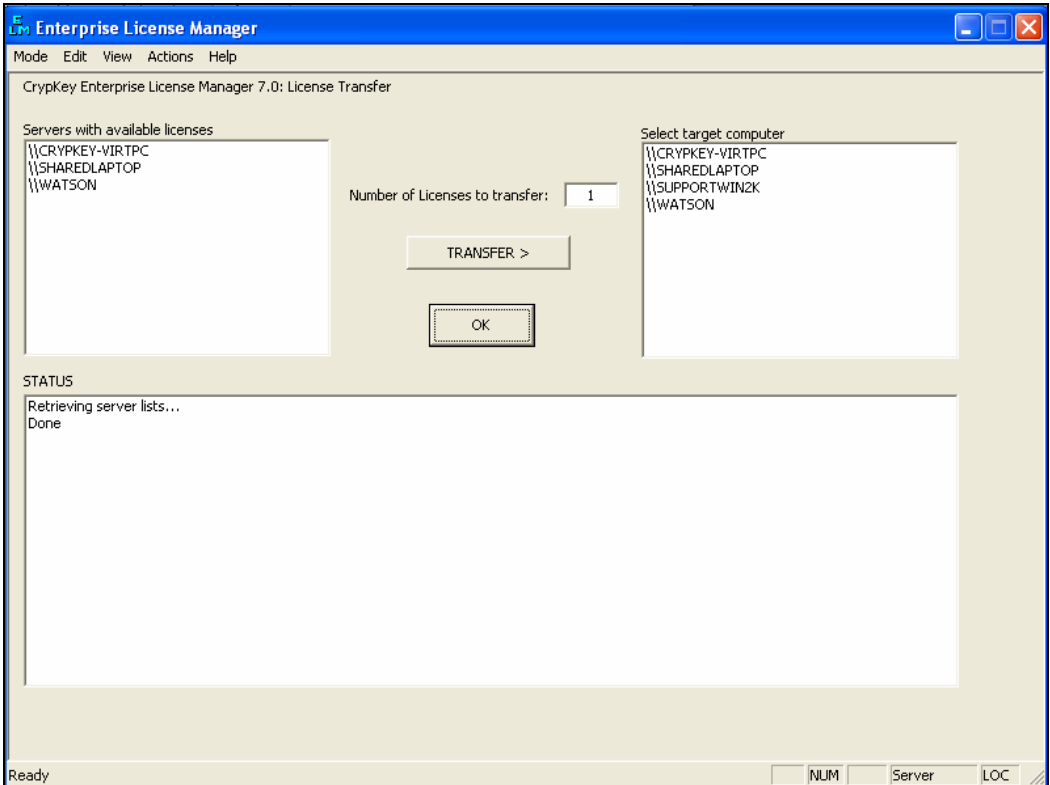 ELM Enterprise License Manager
Mode Edit View Actions Help
CrypKey Enterprise License Manager 7.0: License Transfer
Servers with available licenses
\\CRYPKEY-VIRTPC
\\SHAREDLAPTOP
\\WATSON
Number of Licenses to transfer: 1
TRANSFER >
OK
Select target computer
\\CRYPKEY-VIRTPC
\\SHAREDLAPTOP
\\SUPPORTWIN2K
\\WATSON
STATUS
Retrieving server lists...
Done
Ready NUM Server LOC